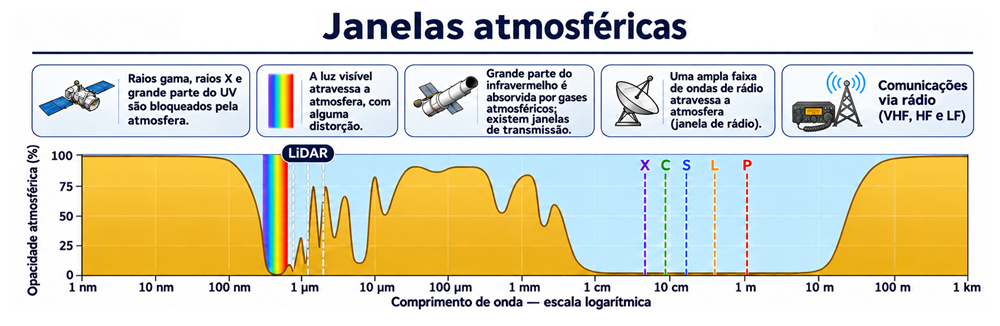 Janelas atmosféricas
Raios gama, raios X e
grande parte do UV
são bloqueados pela
atmosfera.
A luz visível
atravessa a
atmosfera, com
alguma
distorção.
Grande parte do
infravermelho é
absorvida por gases
atmosféricos;
existem janelas
de transmissão.
Uma ampla faixa
de ondas de rádio
atravessa a
atmosfera
(janela de rádio).
Comunicações
via rádio
(VHF, HF e LF)
Opacidade atmosférica (%)
100
75
50
25
0
LiDAR
X C S L P
1 nm 10 nm 100 nm 1 µm 10 µm 100 µm 1 cm 10 cm 1 m 10 m 100 m 1 km
Comprimento de onda — escala logarítmica